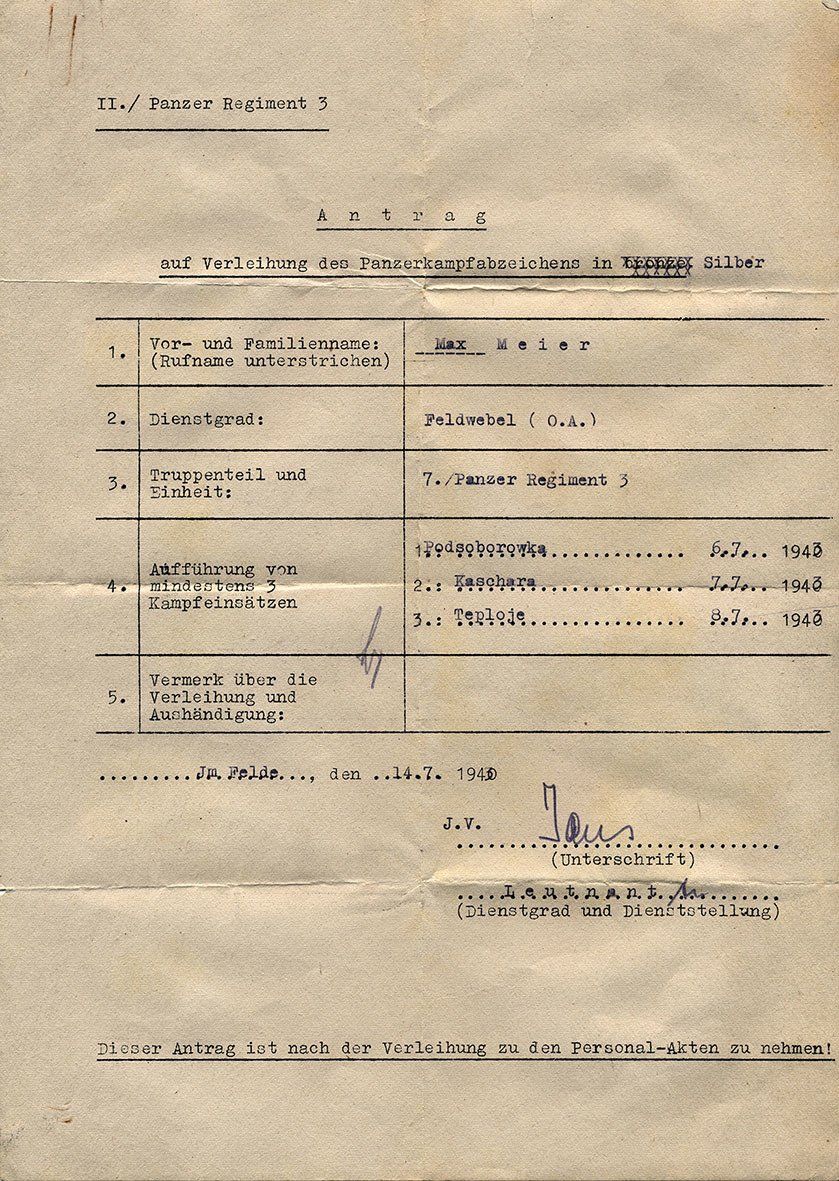 II./ Panzer Regiment 3
A n t r a g
auf Verleihung des Panzerkampfabzeichens in bronze Silber
1. Vor- und Familienname: Max M e i e r
(Rufname unterstrichen)
2. Dienstgrad: Feldwebel ( O.A.)
3. Truppenteil und
Einheit: 7./Panzer Regiment 3
4. Aufführung von
mindestens 3
Kampfeinsätzen
1.: Podsoborowka 6.7. 1943
2.: Kaschara 7.7. 1943
3.: Teploje 8.7. 1943
5. Vermerk über die
Verleihung und
Aushändigung:
Jm Felde, den 14.7. 1943
J.V.
(Unterschrift)
L e u t n a n t
(Dienstgrad und Dienststellung)
Dieser Antrag ist nach der Verleihung zu den Personal-Akten zu nehmen!